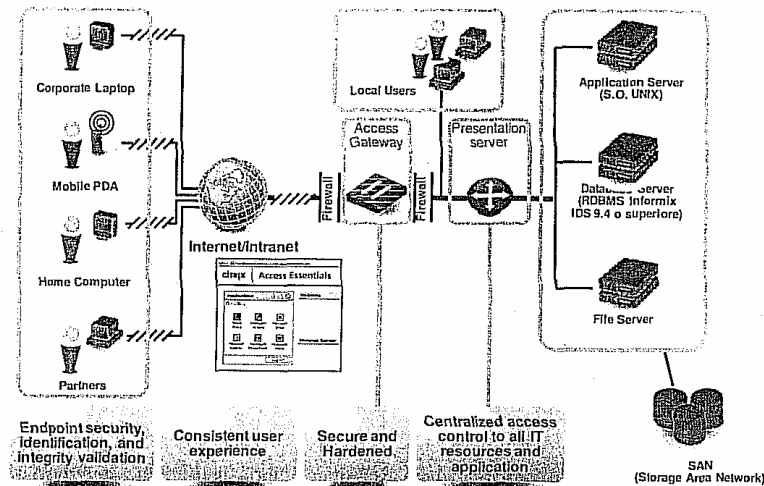 Corporate Laptop
Mobile PDA
Home Computer
Partners
Internet/Intranet
citrix Access Essentials
Firewall
Access
Gateway
Firewall
Local Users
Presentation
server
Application Server
(S.O. UNIX)
Database Server
(RDBMS Informix
IDS 9.4 o superiore)
File Server
SAN
(Storage Area Network)
Endpoint security,
identification, and
integrity validation
Consistent user
experience
Secure and
Hardened
Centralized access
control to all IT
resources and
application